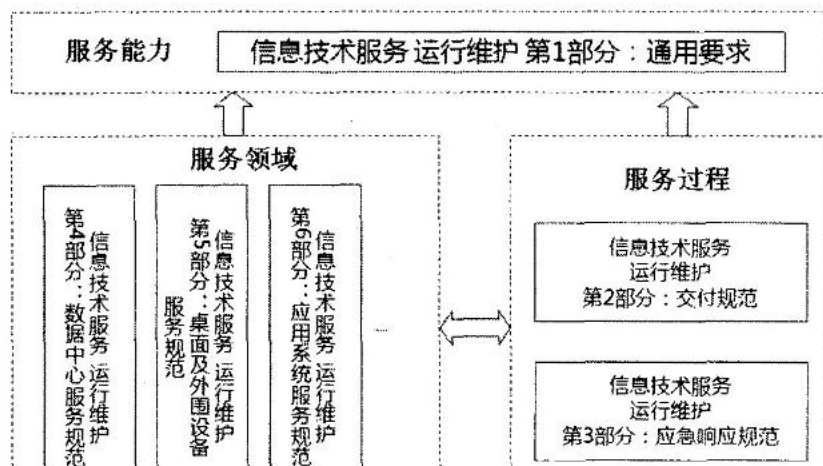 服务能力
信息技术服务 运行维护 第1部分：通用要求
服务领域
信息技术服务 运行维护
第4部分：数据中心服务规范
信息技术服务 运行维护
第5部分：桌面及外围设备
服务规范
信息技术服务 运行维护
第6部分：应用系统服务规范
...
服务过程
信息技术服务
运行维护
第2部分：交付规范
信息技术服务
运行维护
第3部分：应急响应规范